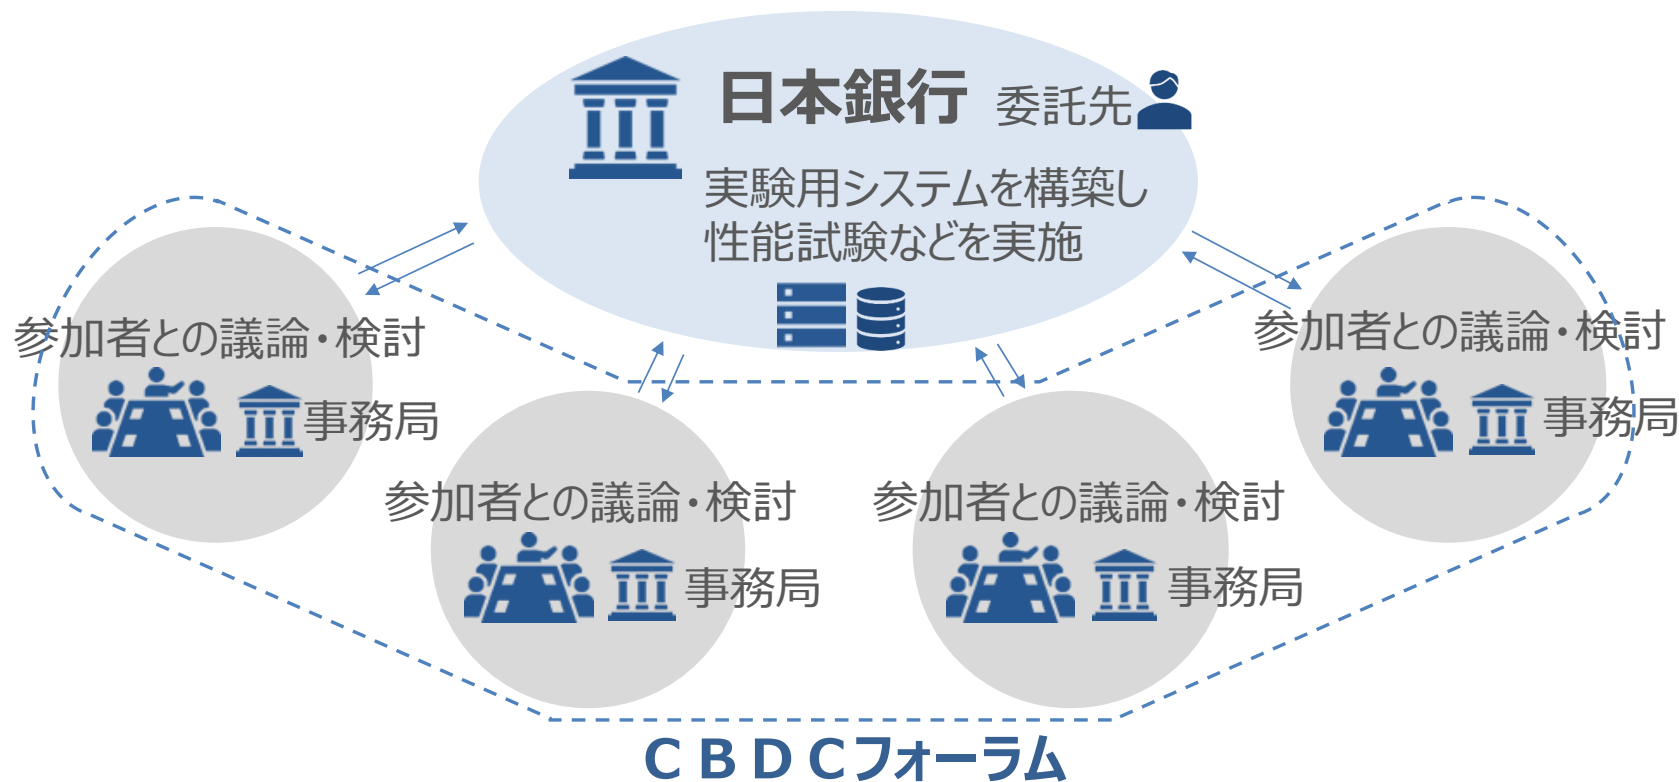 日本銀行 委託先
実験用システムを構築し
性能試験などを実施
参加者との議論・検討
事務局
参加者との議論・検討
事務局
参加者との議論・検討
事務局
参加者との議論・検討
事務局
ＣＢＤＣフォーラム